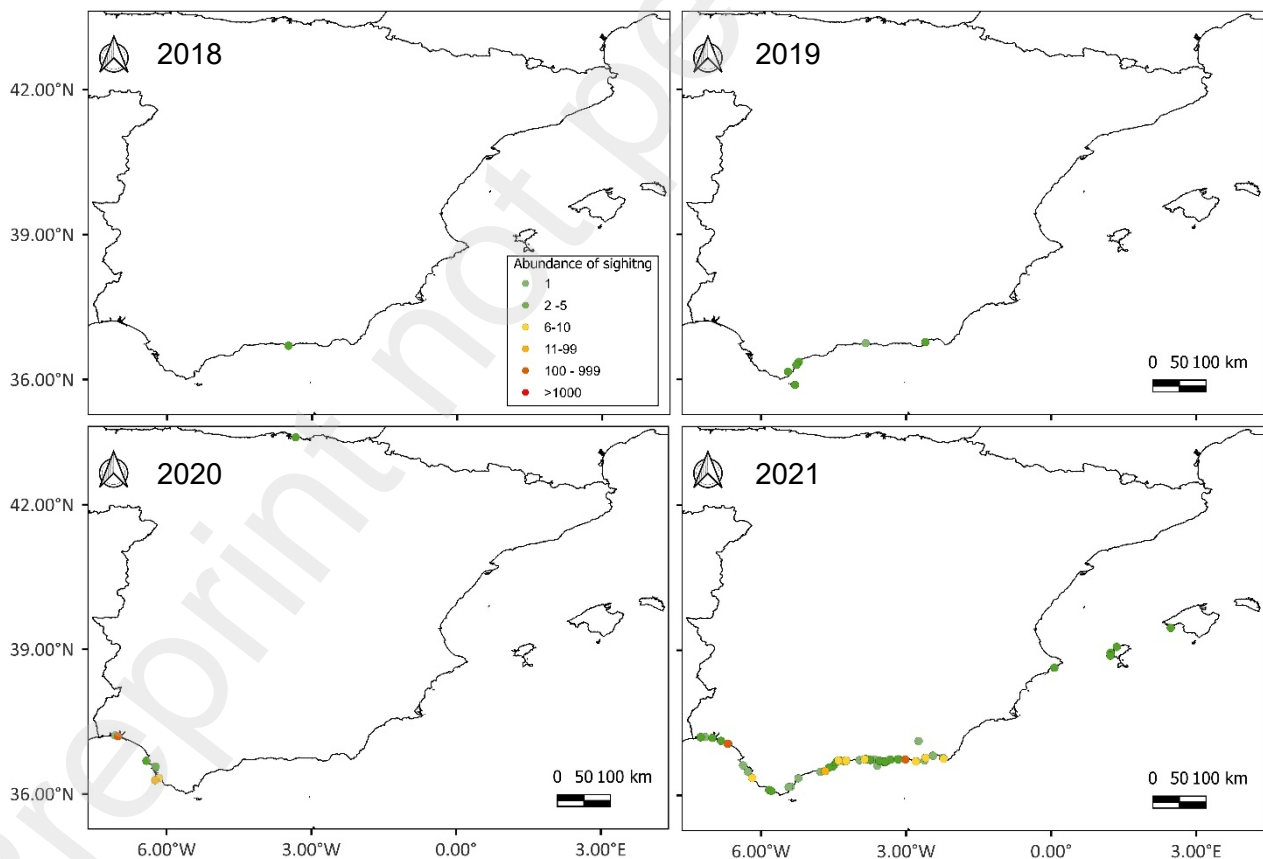 2018
2019
42.00°N
39.00°N
36.00°N
Abundance of sighitng
1
2 -5
6-10
11-99
100 - 999
>1000
0 50 100 km
2020
2021
42.00°N
39.00°N
36.00°N
0 50 100 km
0 50 100 km
6.00°W
3.00°W
0.00°
3.00°E
6.00°W
3.00°W
0.00°
3.00°E
Preprint not pe